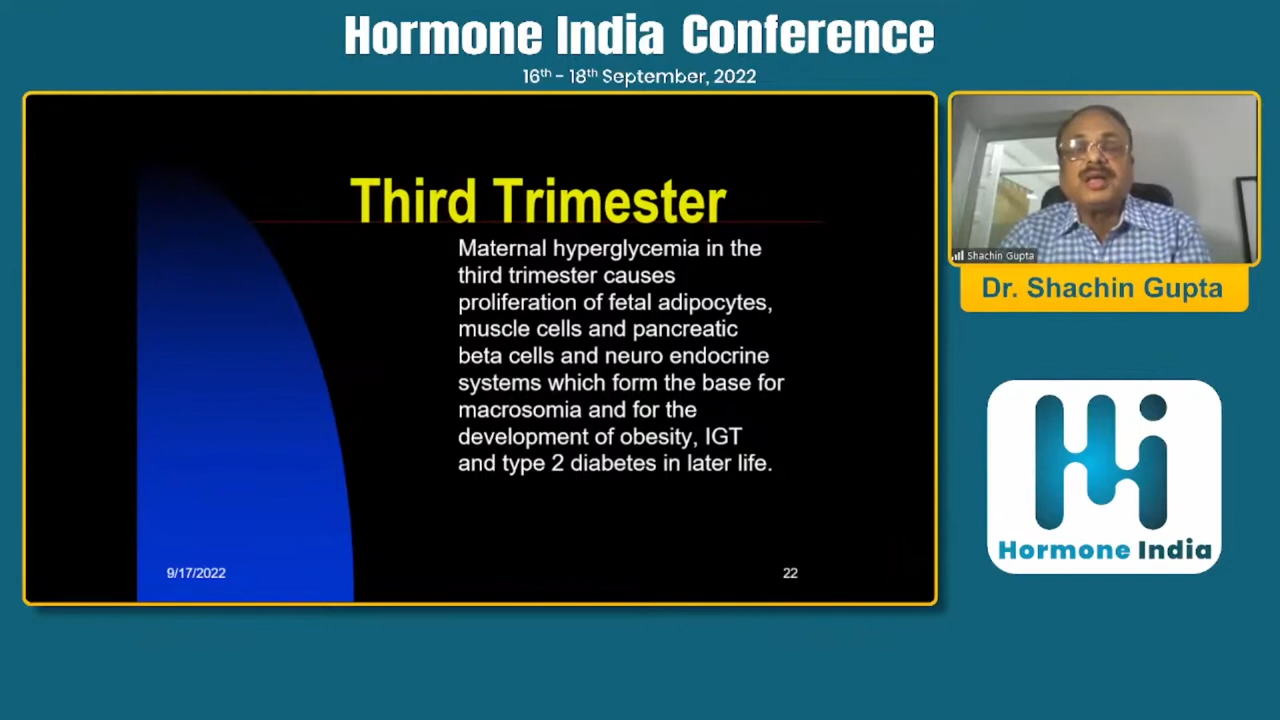 Hormone India Conference
16th - 18th September, 2022
Third Trimester
Maternal hyperglycemia in the
third trimester causes
proliferation of fetal adipocytes,
muscle cells and pancreatic
beta cells and neuro endocrine
systems which form the base for
macrosomia and for the
development of obesity, IGT
and type 2 diabetes in later life.
9/17/2022
22
Shachin Gupta
Dr. Shachin Gupta
Hi
Hormone India